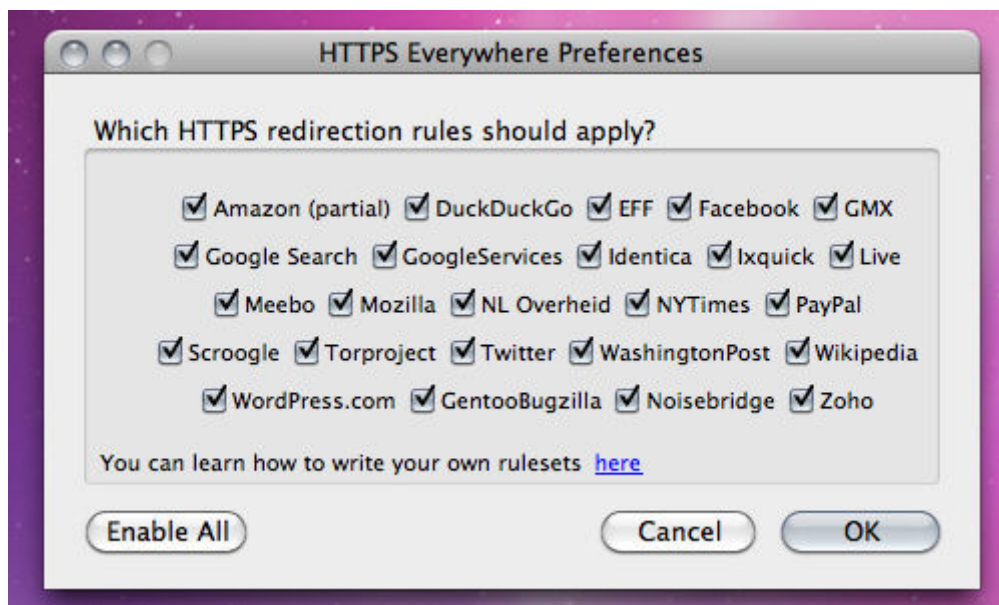 HTTPS Everywhere Preferences
Which HTTPS redirection rules should apply?
Amazon (partial) DuckDuckGo EFF Facebook GMX
Google Search GoogleServices Identica Ixquick Live
Meebo Mozilla NL Overheid NYTimes PayPal
Scroogle Torproject Twitter WashingtonPost Wikipedia
WordPress.com GentooBugzilla Noisebridge Zoho
You can learn how to write your own rulesets here
Enable All Cancel OK